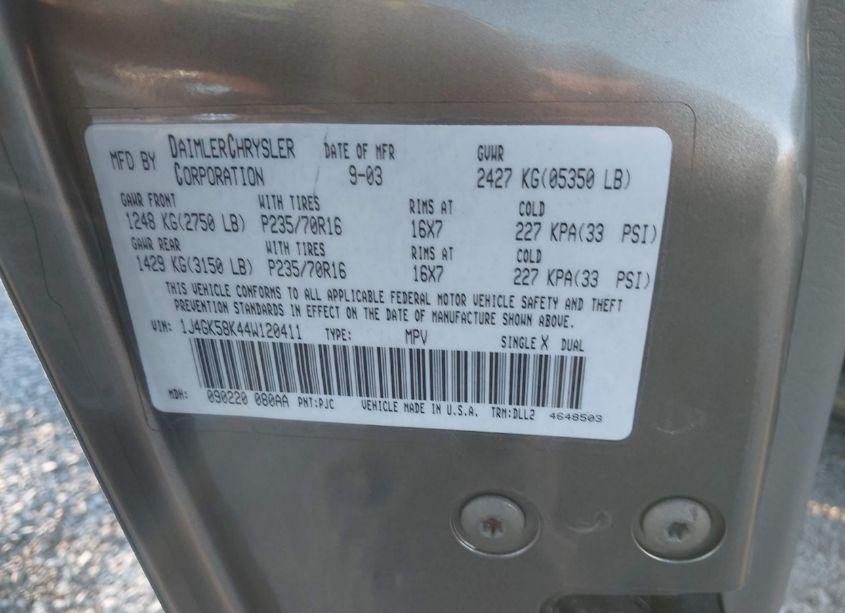 MFD BY DAIMLERCHRYSLER CORPORATION DATE OF MFR 9-03 GVWR 2427 KG(05350 LB)
GAWR FRONT WITH TIRES RIMS AT COLD
1248 KG(2750 LB) P235/70R16 16X7 227 KPA(33 PSI)
GAWR REAR WITH TIRES RIMS AT COLD
1429 KG(3150 LB) P235/70R16 16X7 227 KPA(33 PSI)
THIS VEHICLE CONFORMS TO ALL APPLICABLE FEDERAL MOTOR VEHICLE SAFETY AND THEFT
PREVENTION STANDARDS IN EFFECT ON THE DATE OF MANUFACTURE SHOWN ABOVE.
VIN: 1J4GK58K44W120411 TYPE: MPV SINGLE X DUAL
MDH: 090220 080AA PNT:PJC VEHICLE MADE IN U.S.A. TRM:DLL2 4648503